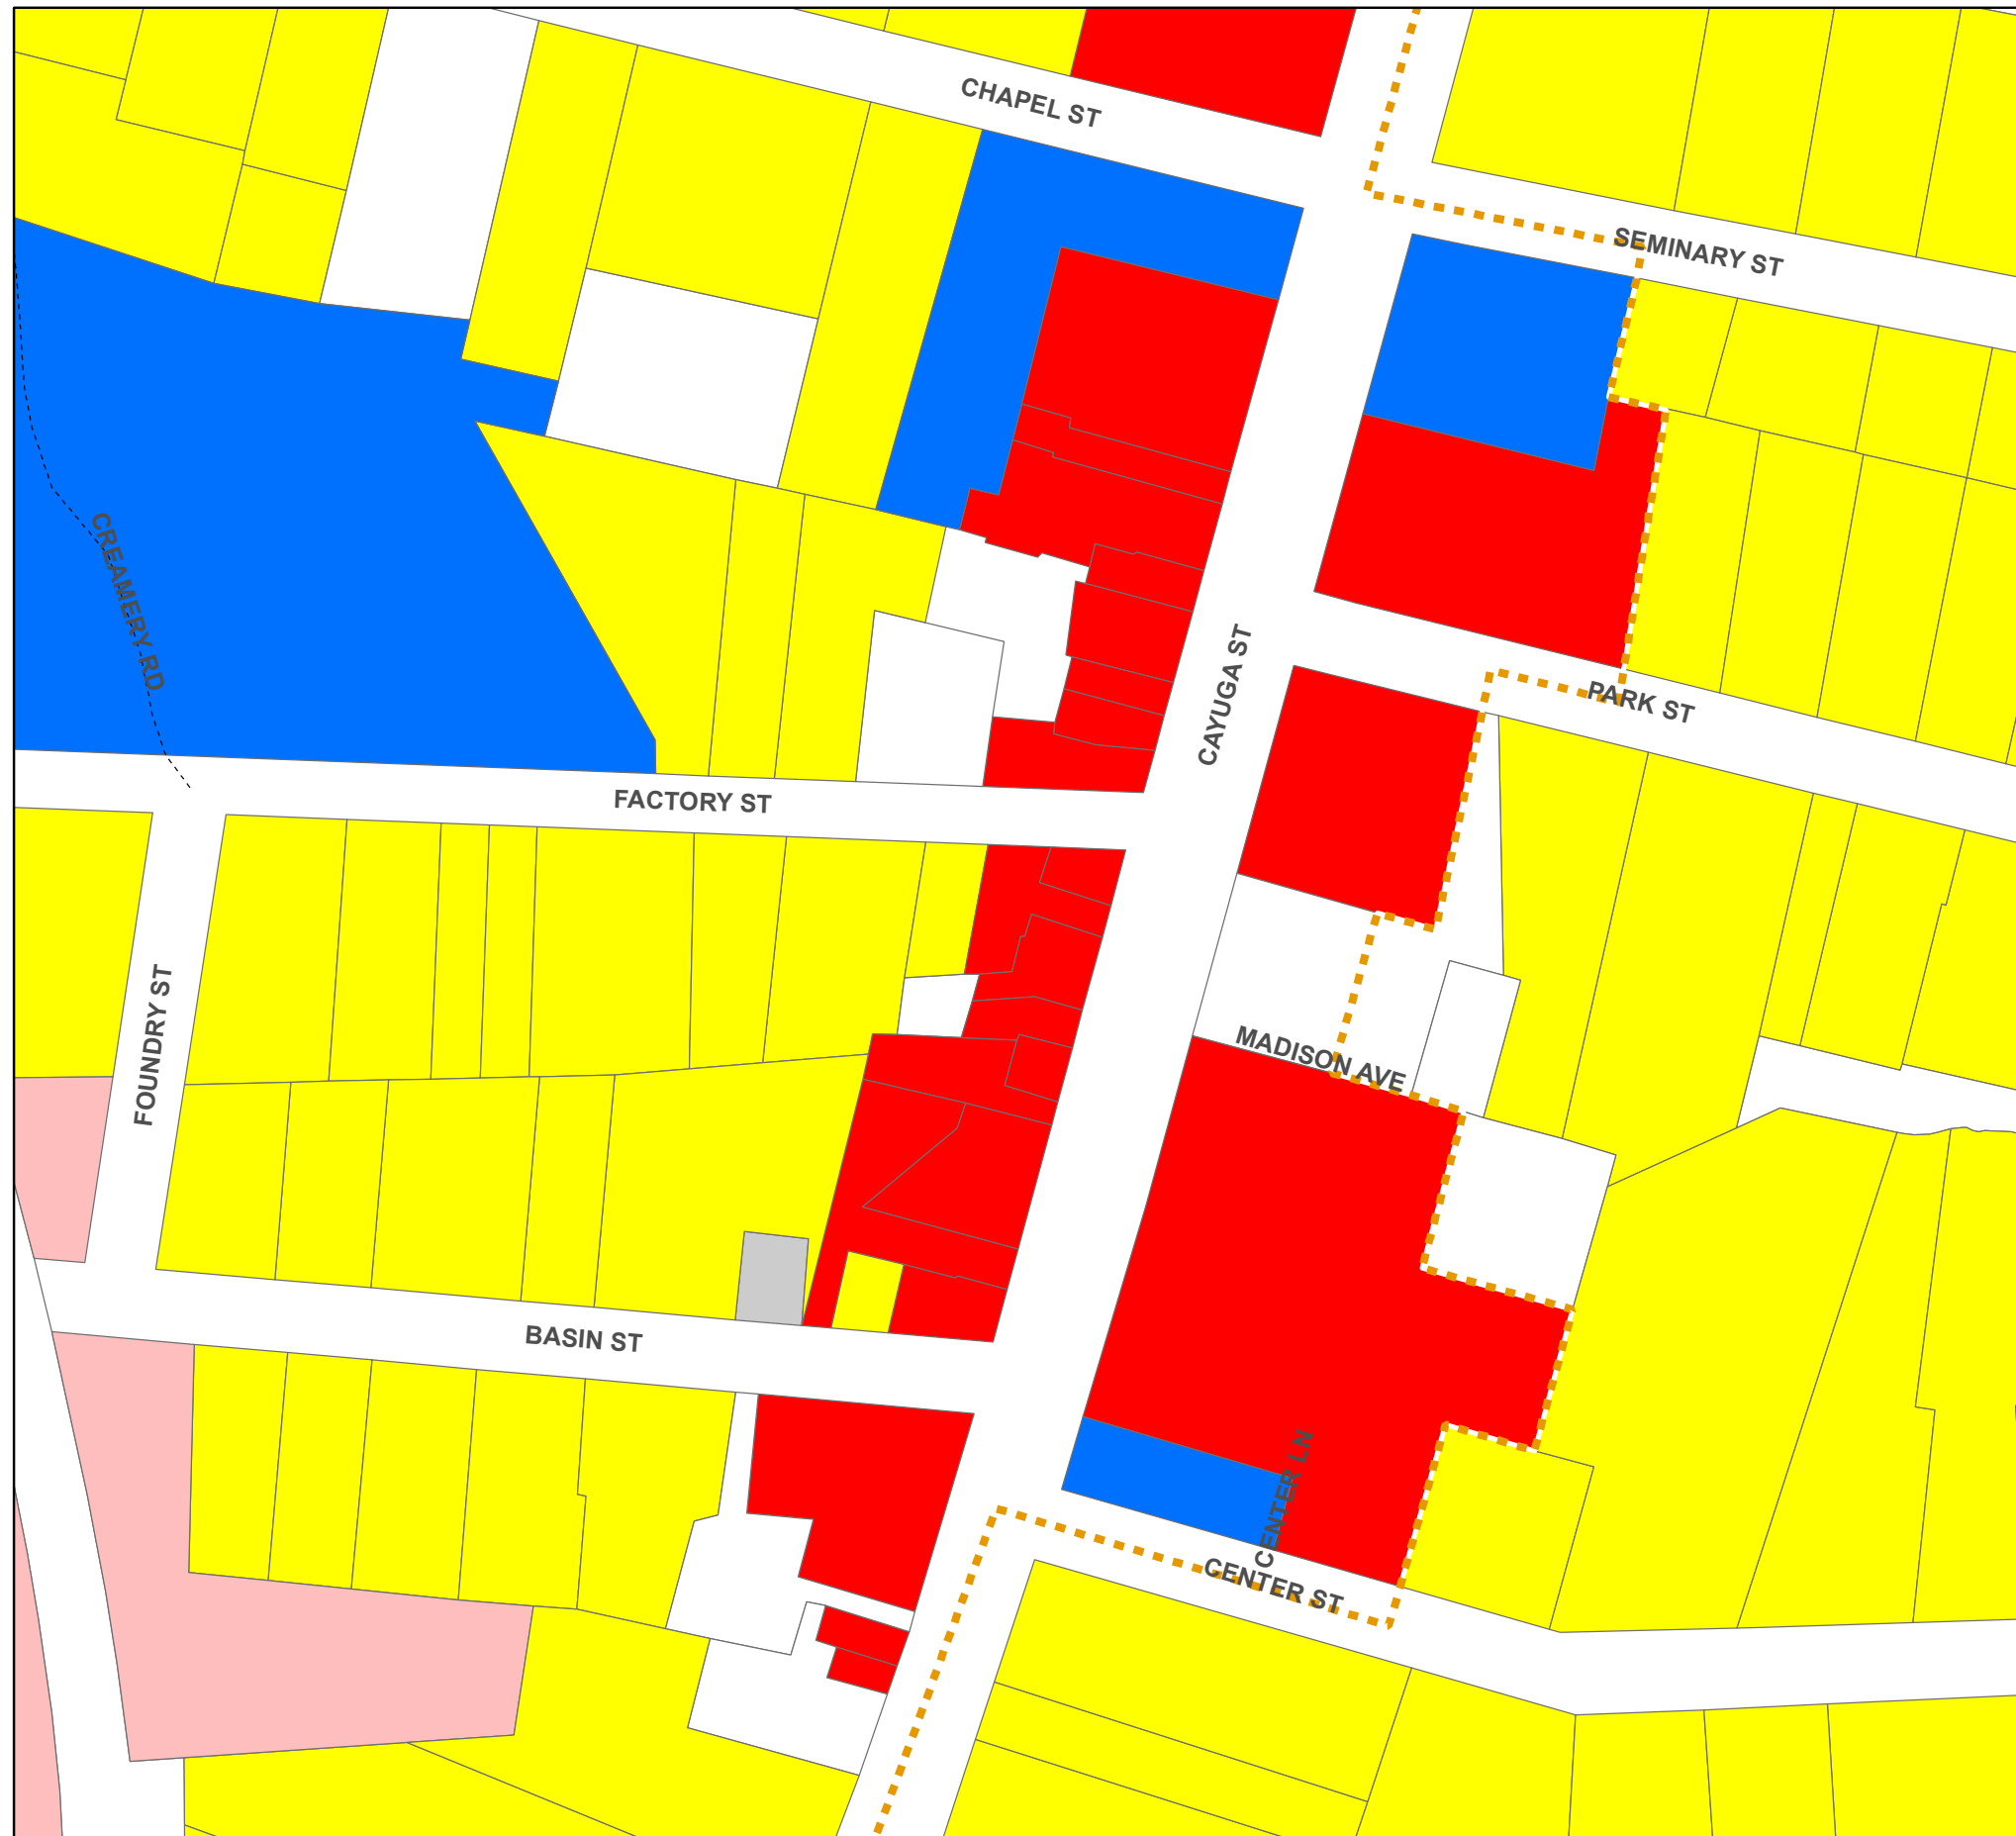 CHAPEL ST
SEMINARY ST
CREAMERY RD
CAYUGA ST
PARK ST
FACTORY ST
FOUNDRY ST
MADISON AVE
BASIN ST
CENTER LN
CENTER ST